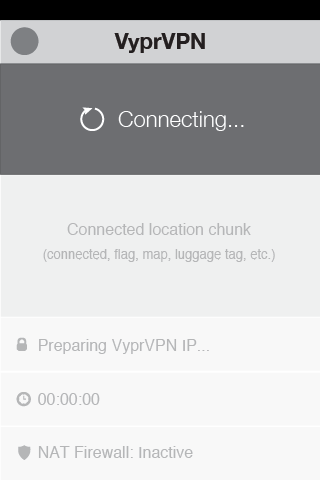 VyprVPN
Connecting...
Connected location chunk
(connected, flag, map, luggage tag, etc.)
Preparing VyprVPN IP...
00:00:00
NAT Firewall: Inactive